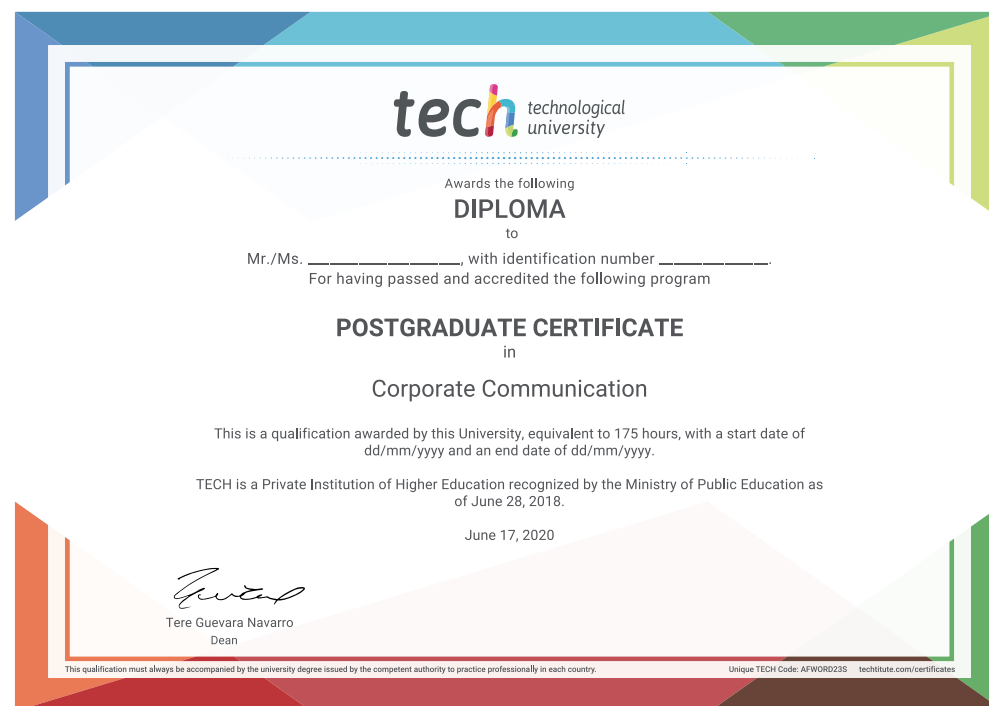 tech technological
university
Awards the following
DIPLOMA
to
Mr./Ms. ____________________, with identification number ______________.
For having passed and accredited the following program
POSTGRADUATE CERTIFICATE
in
Corporate Communication
This is a qualification awarded by this University, equivalent to 175 hours, with a start date of
dd/mm/yyyy and an end date of dd/mm/yyyy.
TECH is a Private Institution of Higher Education recognized by the Ministry of Public Education as
of June 28, 2018.
June 17, 2020
Tere Guevara Navarro
Dean
This qualification must always be accompanied by the university degree issued by the competent authority to practice professionally in each country.
Unique TECH Code: AFWORD23S techtitute.com/certificates